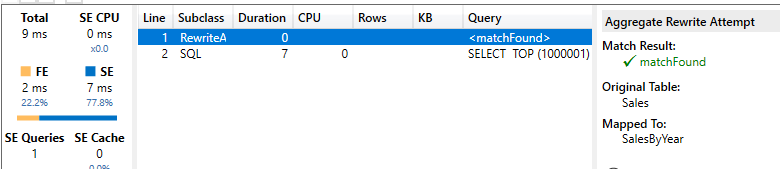 Total SE CPU
9 ms 0 ms
x0.0
FE SE
2 ms 7 ms
22.2% 77.8%
SE Queries SE Cache
1 0
Line Subclass Duration CPU Rows KB Query
1 RewriteA 0 <matchFound>
2 SQL 7 0 SELECT TOP (1000001)
Aggregate Rewrite Attempt
Match Result:
✓ matchFound
Original Table:
Sales
Mapped To:
SalesByYear